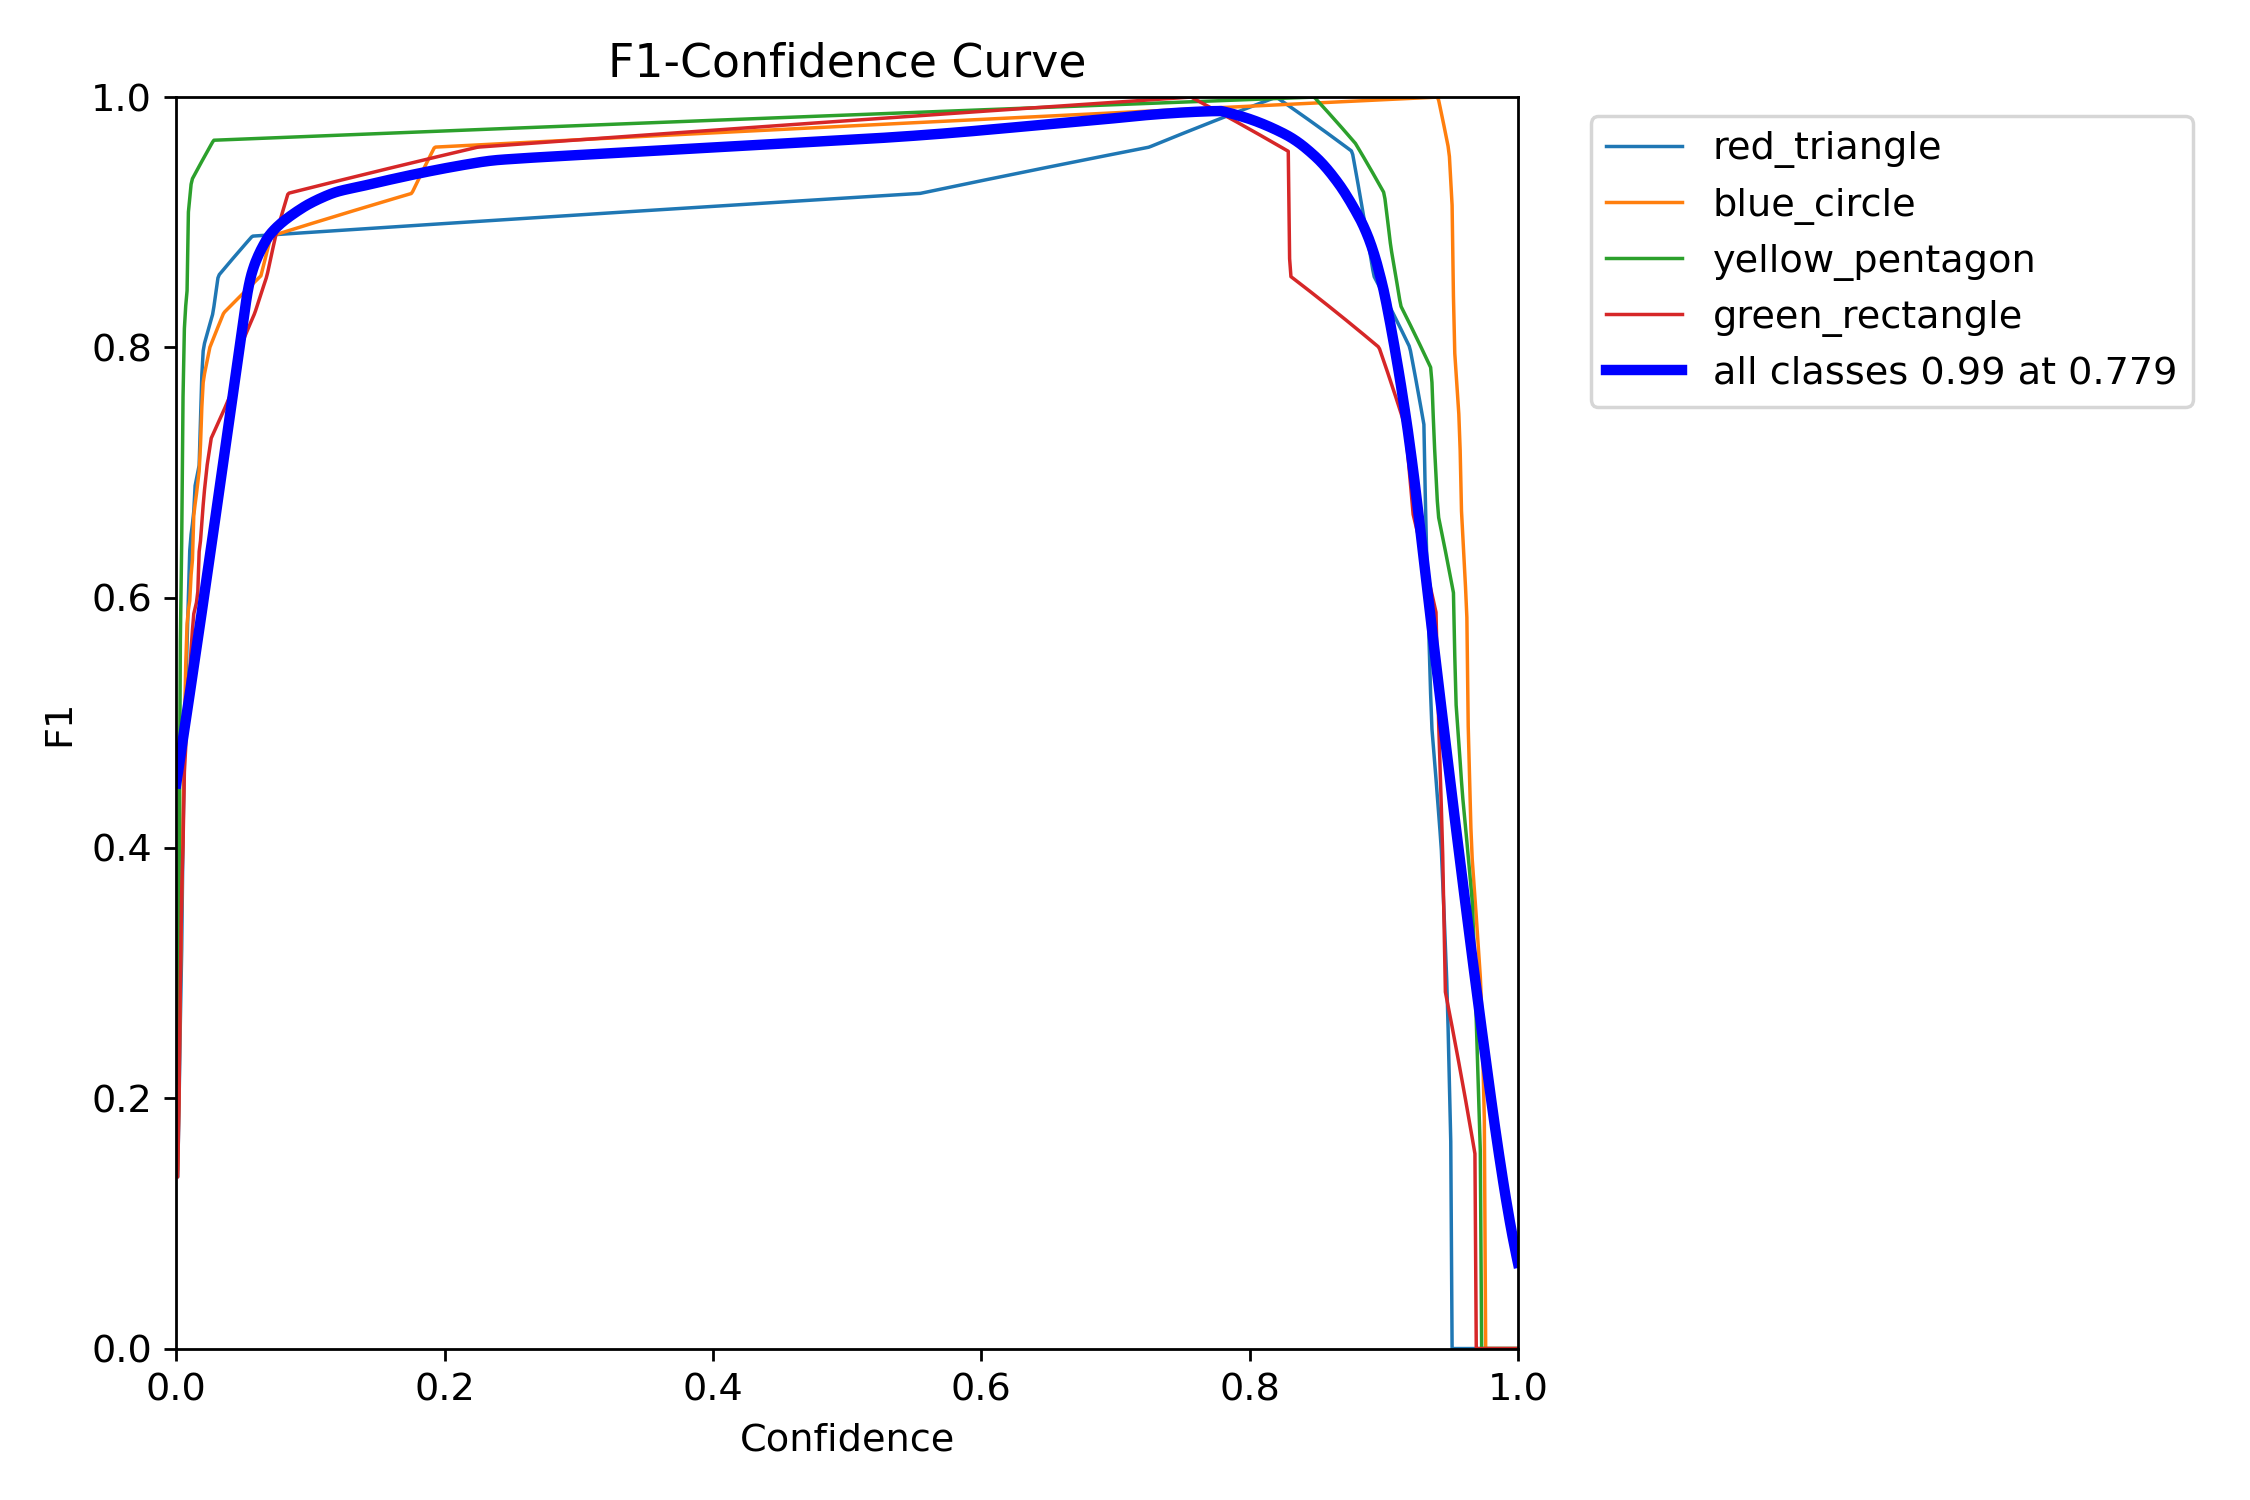 F1-Confidence Curve
1.0
0.8
0.6
0.4
0.2
0.0
F1
0.0 0.2 0.4 0.6 0.8 1.0
Confidence
red_triangle
blue_circle
yellow_pentagon
green_rectangle
all classes 0.99 at 0.779